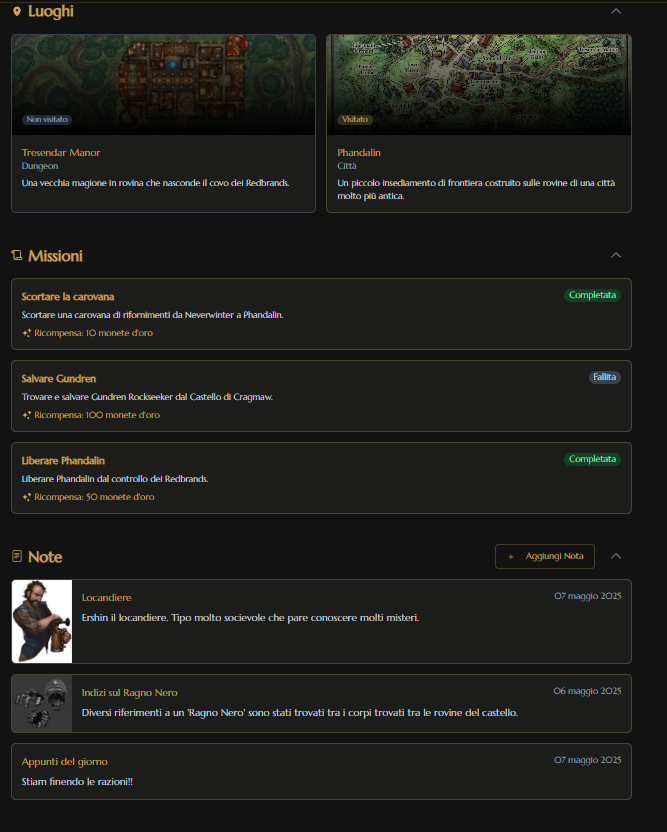 Luoghi
Non visitato
Visitato
Tresendar Manor
Dungeon
Una vecchia magione in rovina che nasconde il covo dei Redbrands.
Phandalin
Città
Un piccolo insediamento di frontiera costruito sulle rovine di una città
molto più antica.
Missioni
Scortare la carovana
Completata
Scortare una carovana di rifornimenti da Neverwinter a Phandalin.
Ricompensa: 10 monete d'oro
Salvare Gundren
Fallita
Trovare e salvare Gundren Rockseeker dal Castello di Cragmaw.
Ricompensa: 100 monete d'oro
Liberare Phandalin
Completata
Liberare Phandalin dal controllo dei Redbrands.
Ricompensa: 50 monete d'oro
Note
+ Aggiungi Nota
Locandiere
07 maggio 2025
Ershin il locandiere. Tipo molto socievole che pare conoscere molti misteri.
Indizi sul Ragno Nero
06 maggio 2025
Diversi riferimenti a un 'Ragno Nero' sono stati trovati tra i corpi trovati tra le rovine del castello.
Appunti del giorno
07 maggio 2025
Stiam finendo le razioni!!